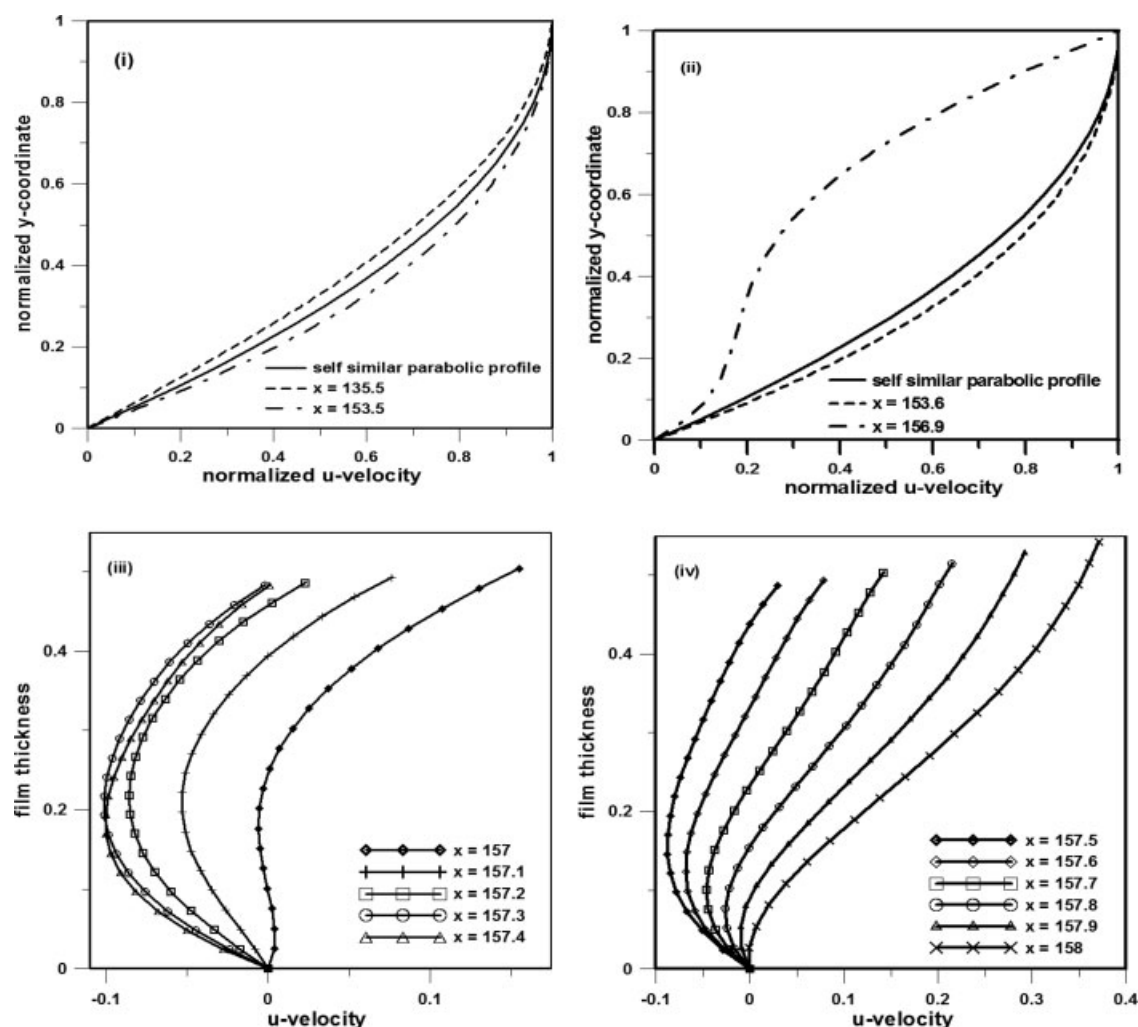 (i)
normalized y-coordinate
1
0.8
0.6
0.4
0.2
0
self similar parabolic profile
x = 135.5
x = 153.5
0 0.2 0.4 0.6 0.8 1
normalized u-velocity
(ii)
normalized y-coordinate
1
0.8
0.6
0.4
0.2
0
self similar parabolic profile
x = 153.6
x = 156.9
0 0.2 0.4 0.6 0.8 1
normalized u-velocity
(iii)
film thickness
0.4
0.2
0
x = 157
x = 157.1
x = 157.2
x = 157.3
x = 157.4
-0.1 0 0.1
u-velocity
(iv)
film thickness
0.4
0.2
0
x = 157.5
x = 157.6
x = 157.7
x = 157.8
x = 157.9
x = 158
-0.1 0 0.1 0.2 0.3 0.4
u-velocity